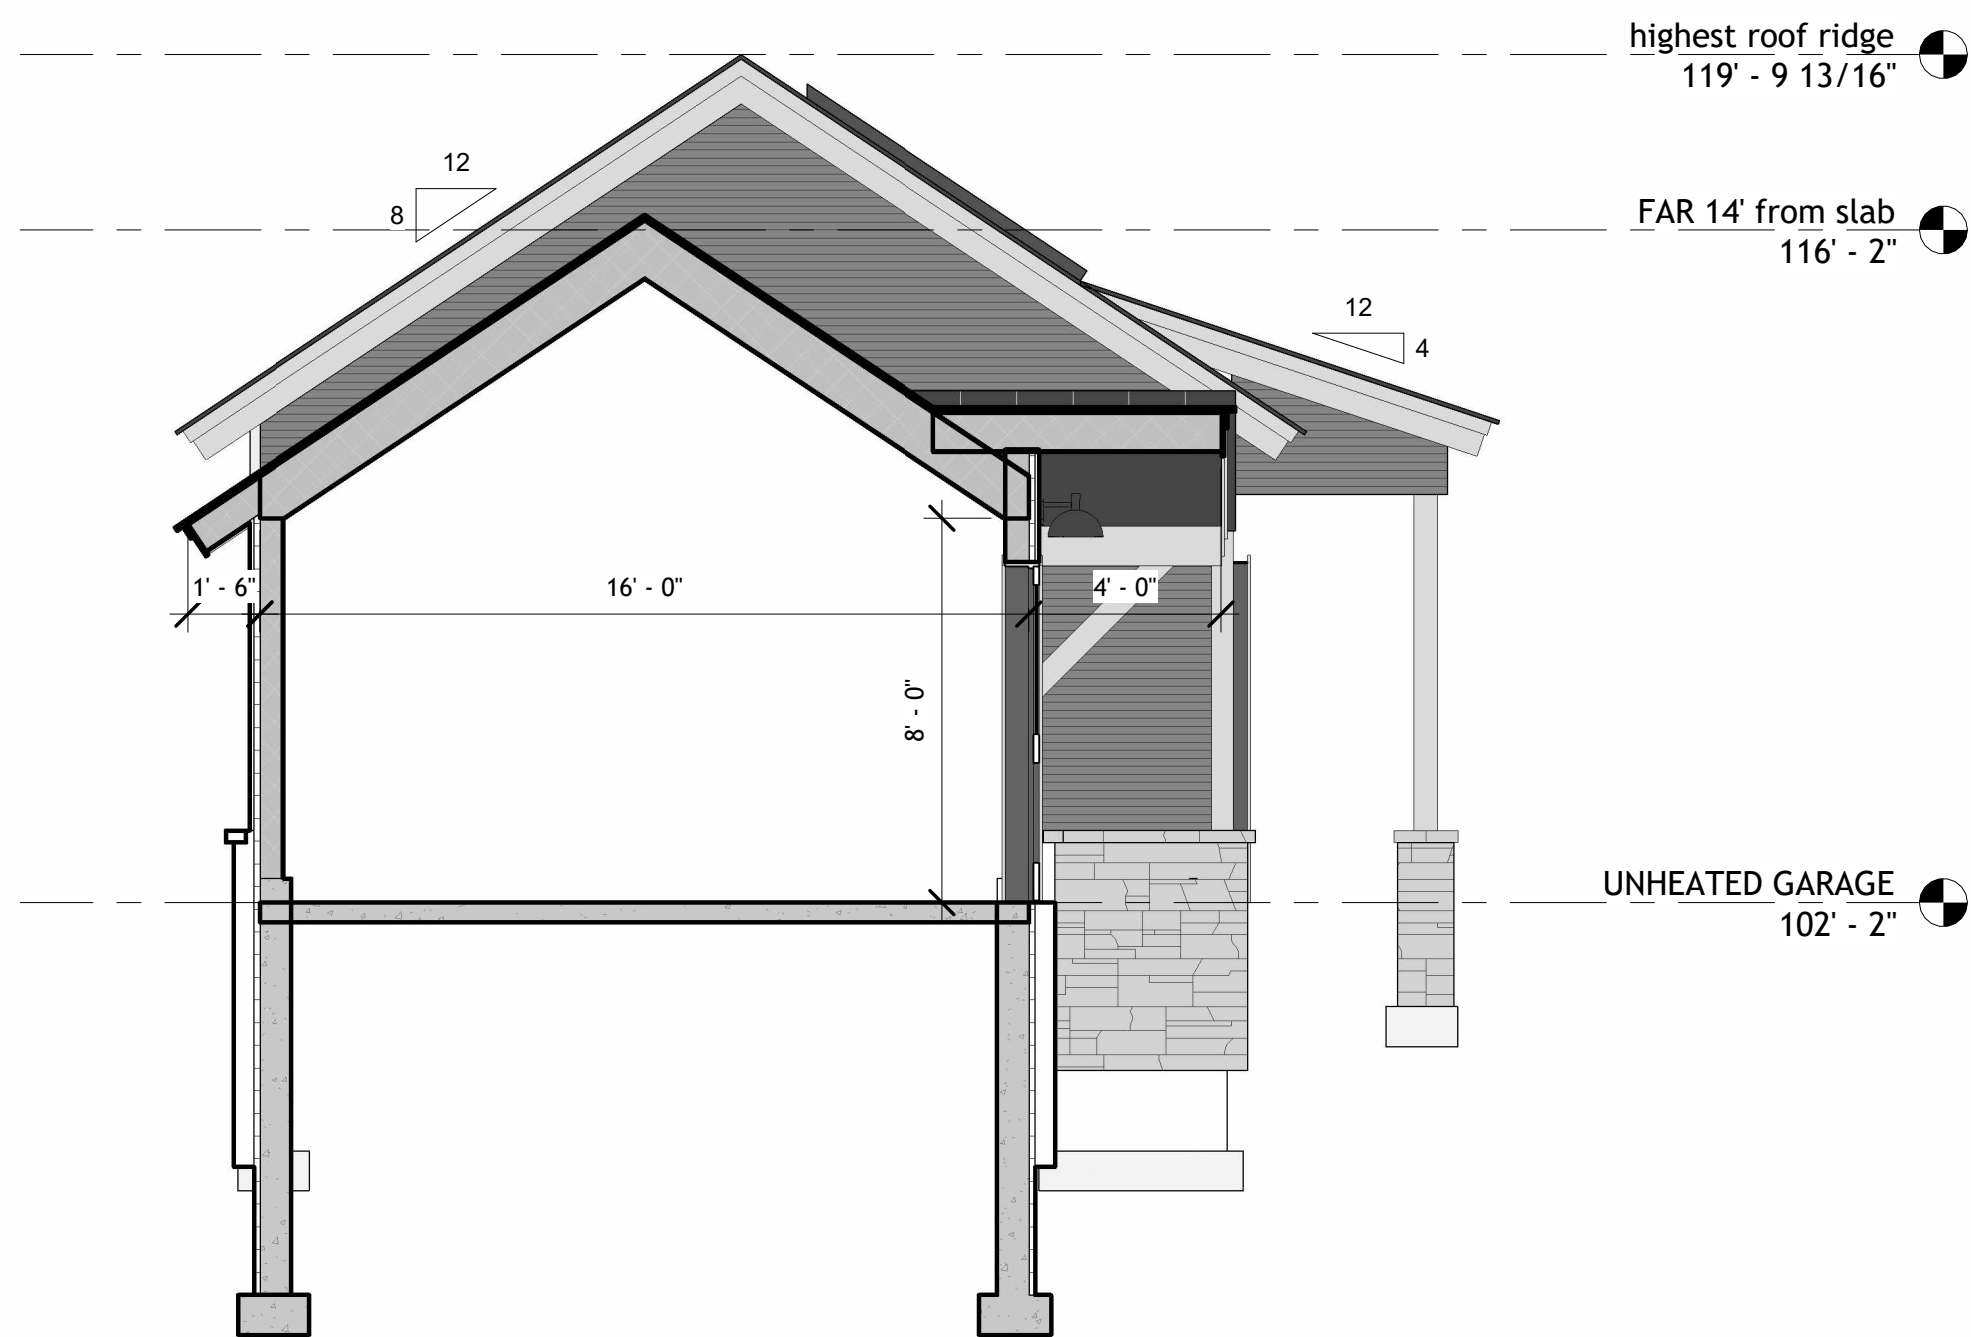 highest roof ridge
119' - 9 13/16"
12
8
FAR 14' from slab
116' - 2"
12
4
1' - 6"
16' - 0"
4' - 0"
8' - 0"
UNHEATED GARAGE
102' - 2"